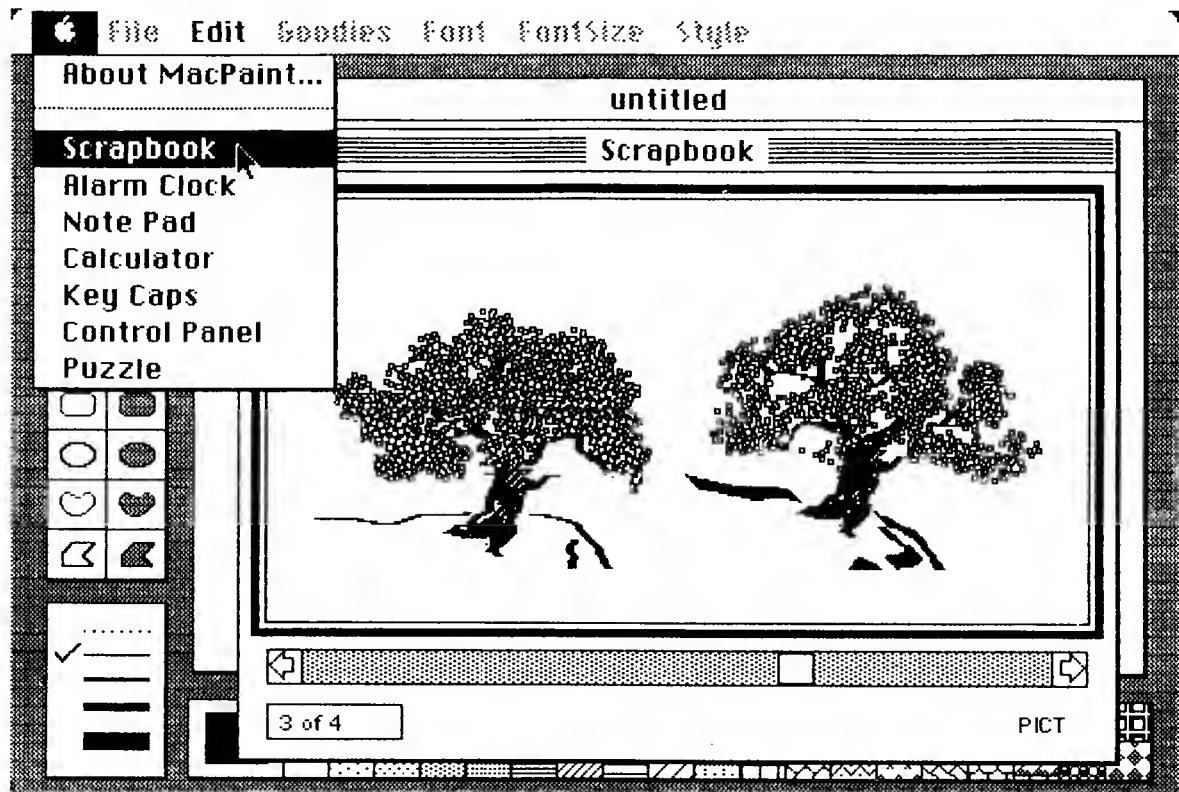 File Edit Goodies Font FontSize Style
About MacPaint...
untitled
Scrapbook
Scrapbook
Alarm Clock
Note Pad
Calculator
Key Caps
Control Panel
Puzzle
3 of 4
PICT